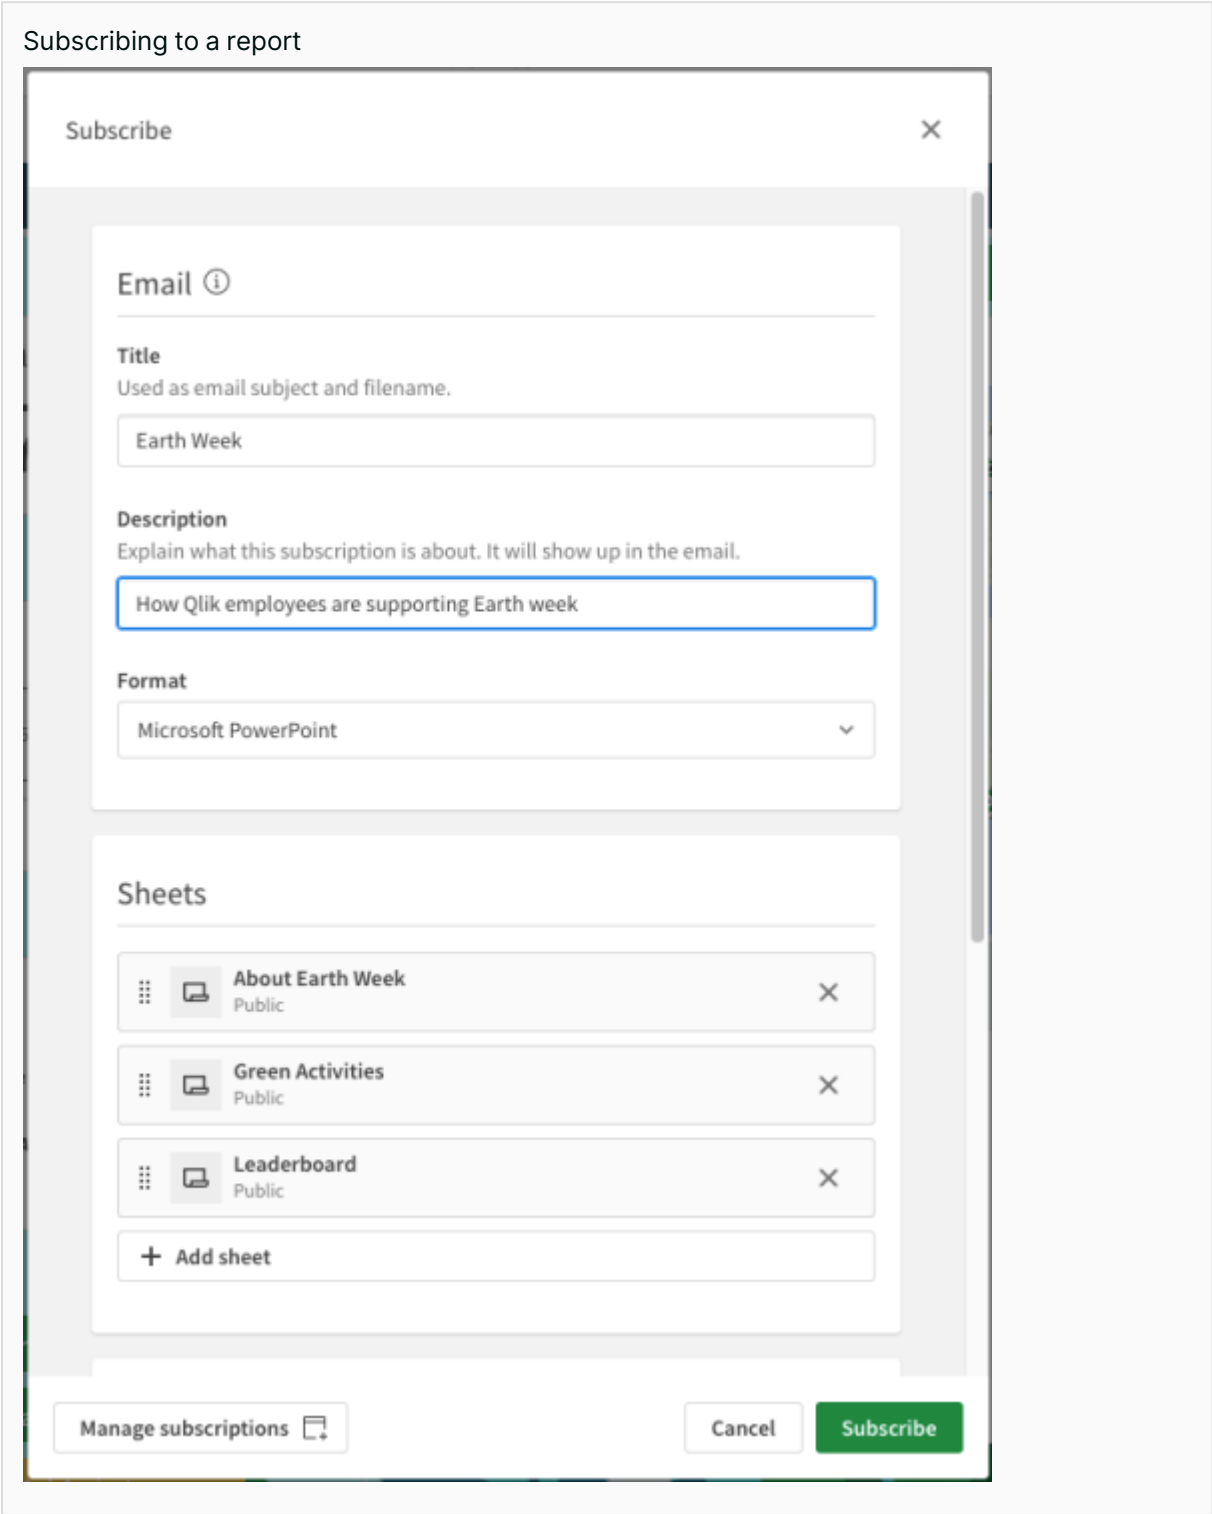 Subscribing to a report
Subscribe
Email
Title
Used as email subject and filename.
Earth Week
Description
Explain what this subscription is about. It will show up in the email.
How Qlik employees are supporting Earth week
Format
Microsoft PowerPoint
Sheets
About Earth Week
Public
Green Activities
Public
Leaderboard
Public
Add sheet
Manage subscriptions
Cancel
Subscribe